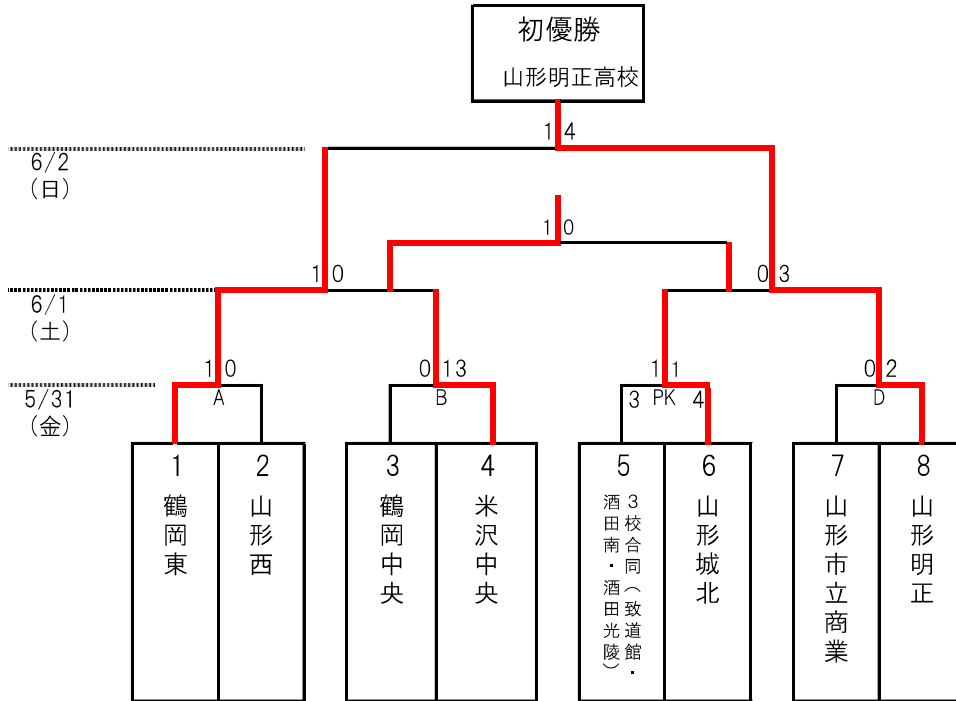 初優勝
山形明正高校
1 4
6/2
(日)
1 0
1 0
0 3
6/1
(土)
1 0
0 13
1 1
0 2
5/31
(金)
A
B
3 PK 4
D
1
2
3
4
5
6
7
8
鶴岡東
山形西
鶴岡中央
米沢中央
3校合同(致道館・
酒田南・酒田光陵)
山形城北
山形市立商業
山形明正